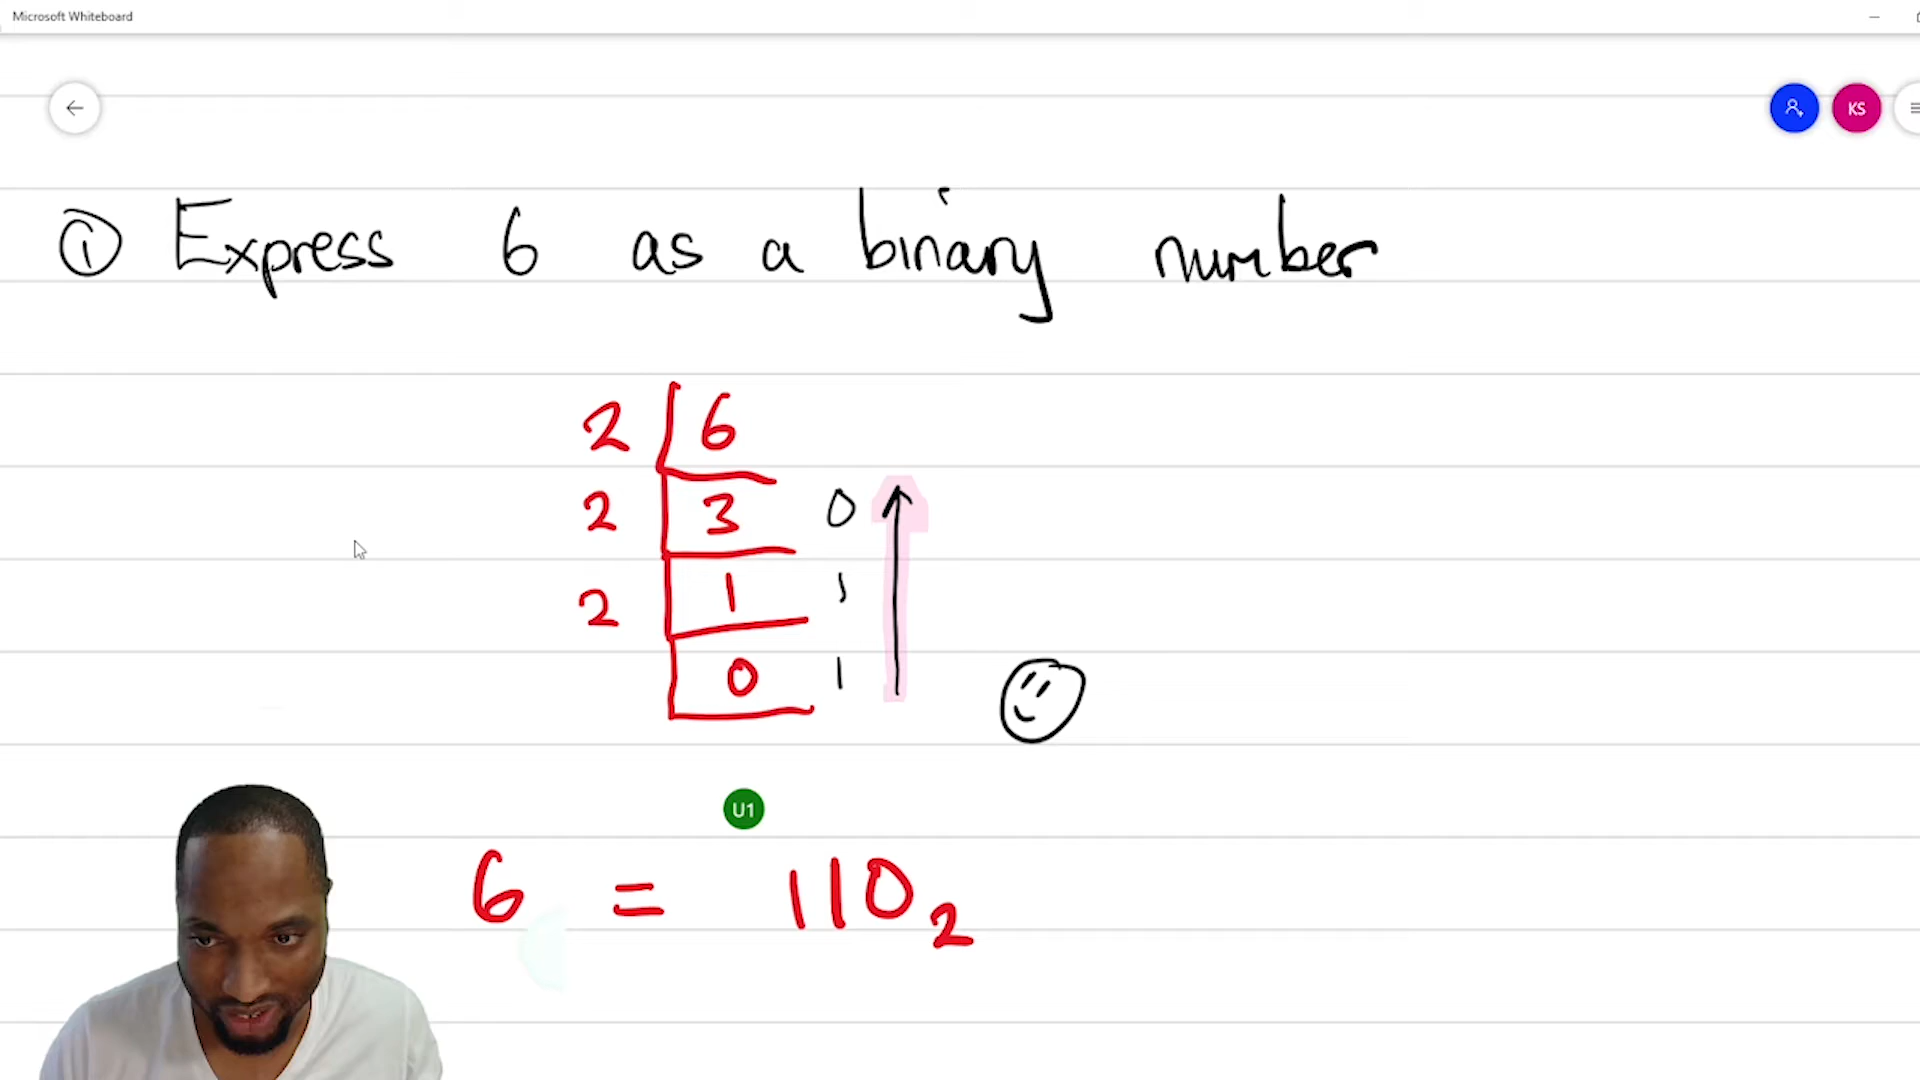 Microsoft Whiteboard
KS
① Express 6 as a binary number
2 6
2 3 0
2 1 1
0 1
U1
6 = 110₂